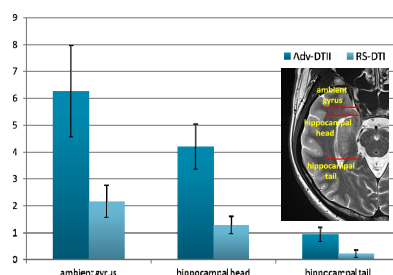 9
8
7
6
5
4
3
2
1
0
Adv-DTI RS-DTI
ambient
gyrus
hippocampal
head
hippocampal
tail
ambient gyrus hippocampal head hippocampal tail